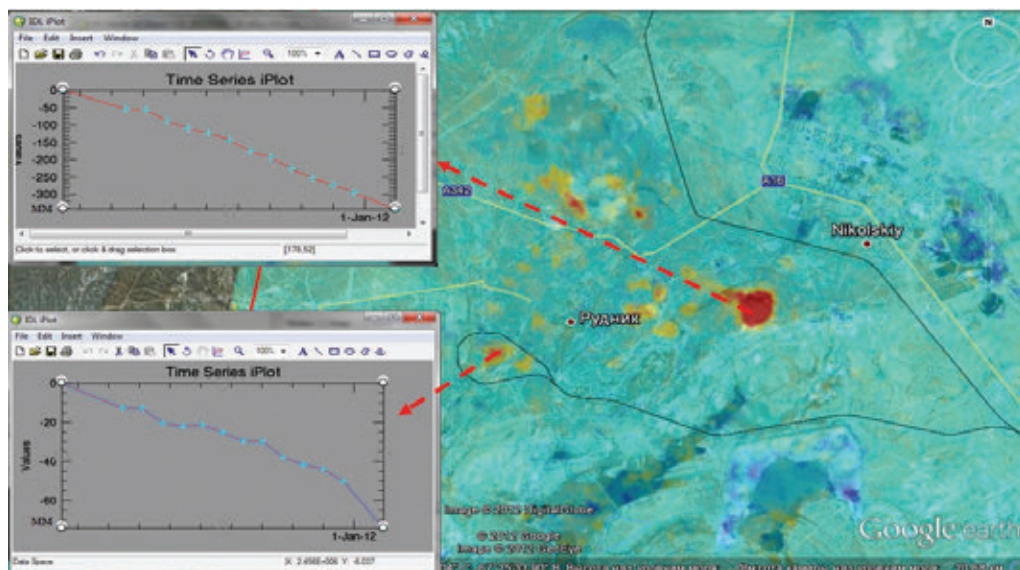 IDL iPlot
File Edit Insert Window
100%
Time Series iPlot
0
-50
-100
-150
-200
-250
-300
Values
MM
1-Jan-12
Click to select, or click & drag selection box [178,52]
IDL iPlot
File Edit Insert Window
100%
Time Series iPlot
0
-20
-40
-60
Values
MM
1-Jan-12
Data Space
N
A342
Nikolskiy
Рудник
Image © 2012 DigitalGlobe
© 2012 Google
Image © 2012 GeoEye
Google earth